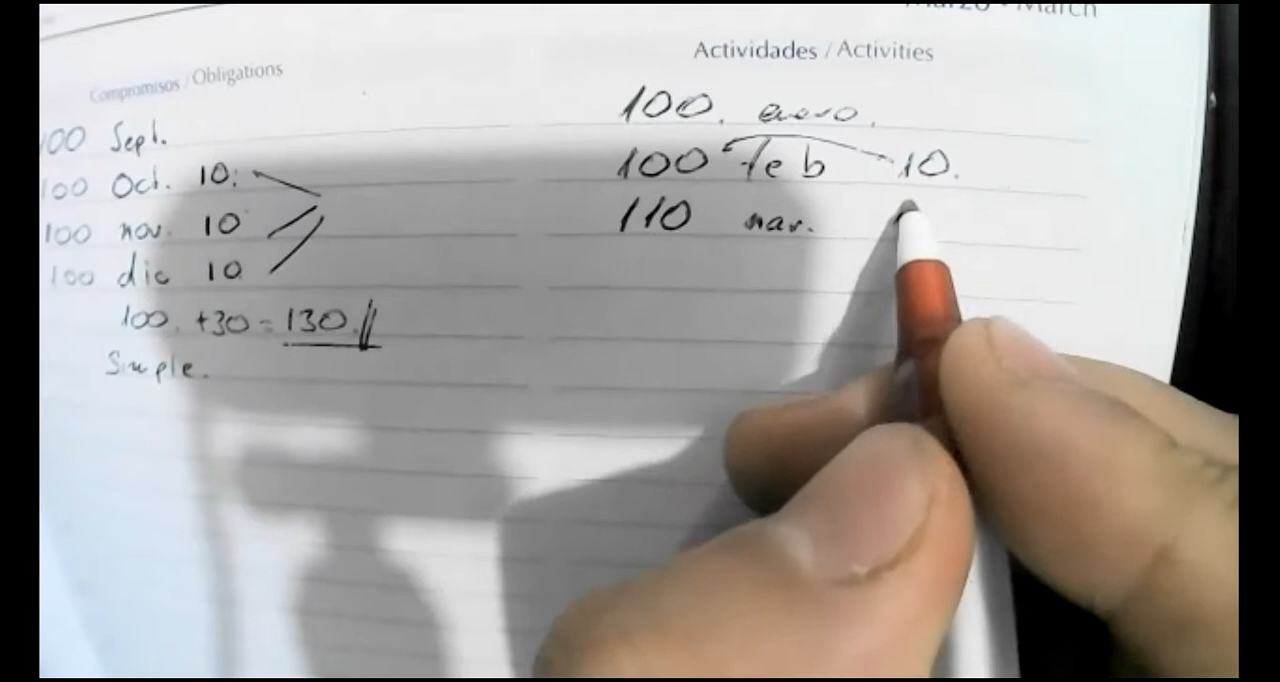 Marzo - March
Compromisos / Obligations
100 Sept.
100 Oct. 10.
100 nov. 10
100 dic 10
100. +30 = 130.
Simple.
Actividades / Activities
100. enero.
100 feb 10.
110 mar.